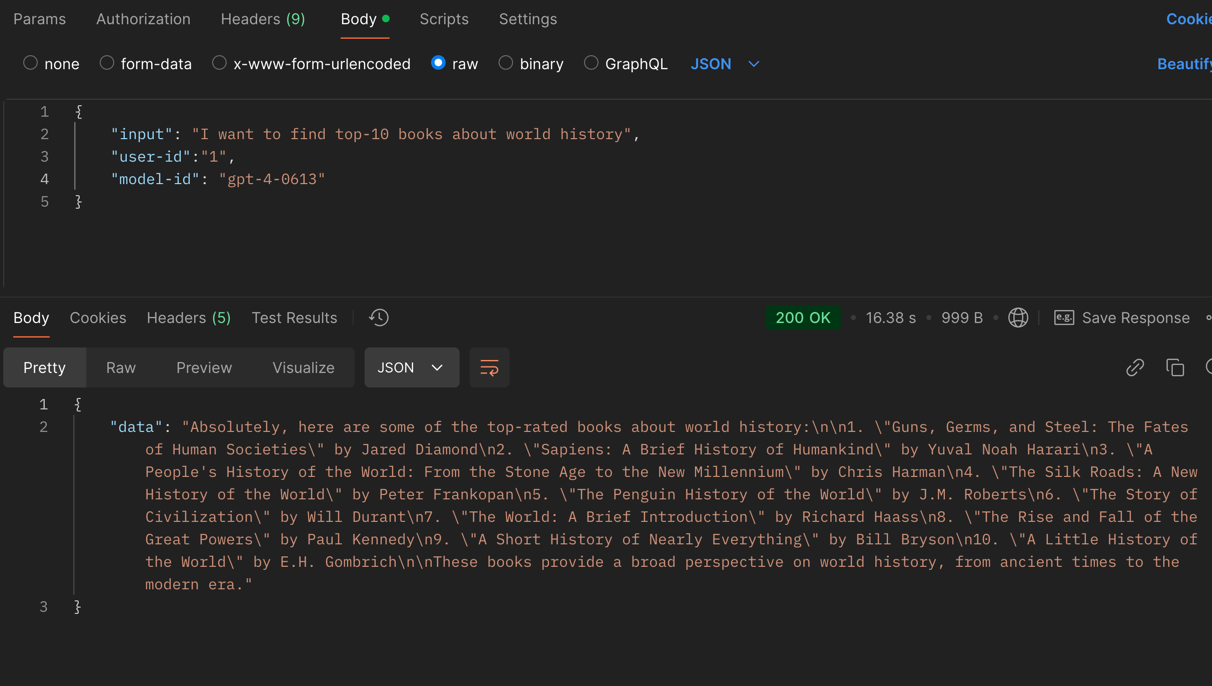 Params Authorization Headers (9) Body Scripts Settings Cookie
none form-data x-www-form-urlencoded raw binary GraphQL JSON Beautify
1 {
2 "input": "I want to find top-10 books about world history",
3 "user-id":"1",
4 "model-id": "gpt-4-0613"
5 }
Body Cookies Headers (5) Test Results 200 OK 16.38 s 999 B e.g. Save Response
Pretty Raw Preview Visualize JSON
1 {
2 "data": "Absolutely, here are some of the top-rated books about world history:\n\n1. \"Guns, Germs, and Steel: The Fates
of Human Societies\" by Jared Diamond\n2. \"Sapiens: A Brief History of Humankind\" by Yuval Noah Harari\n3. \"A
People's History of the World: From the Stone Age to the New Millennium\" by Chris Harman\n4. \"The Silk Roads: A New
History of the World\" by Peter Frankopan\n5. \"The Penguin History of the World\" by J.M. Roberts\n6. \"The Story of
Civilization\" by Will Durant\n7. \"The World: A Brief Introduction\" by Richard Haass\n8. \"The Rise and Fall of the
Great Powers\" by Paul Kennedy\n9. \"A Short History of Nearly Everything\" by Bill Bryson\n10. \"A Little History of
the World\" by E.H. Gombrich\n\nThese books provide a broad perspective on world history, from ancient times to the
modern era."
3 }